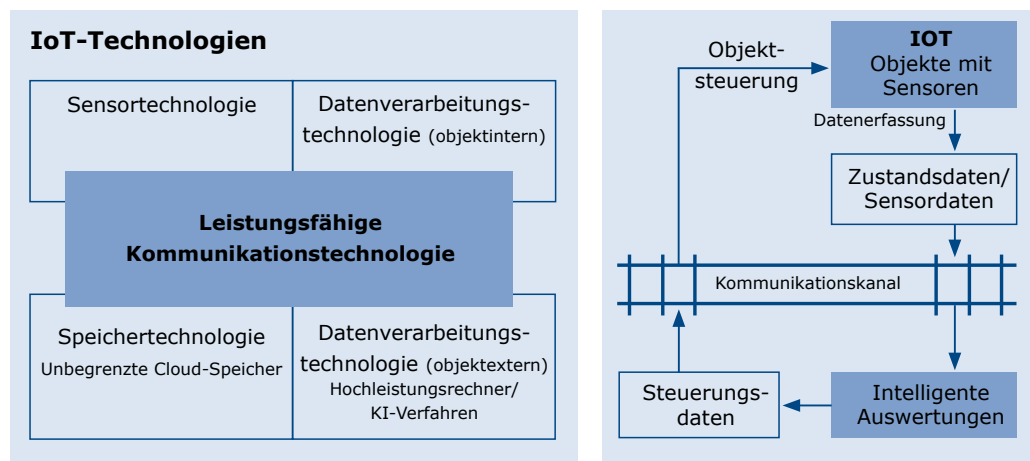 IoT-Technologien
Sensortechnologie
Datenverarbeitungs-
technologie (objektintern)
Leistungsfähige
Kommunikationstechnologie
Speichertechnologie
Unbegrenzte Cloud-Speicher
Datenverarbeitungs-
technologie (objektextern)
Hochleistungsrechner/
KI-Verfahren
Objekt-
steuerung
IOT
Objekte mit
Sensoren
Datenerfassung
Zustandsdaten/
Sensordaten
Kommunikationskanal
Steuerungs-
daten
Intelligente
Auswertungen